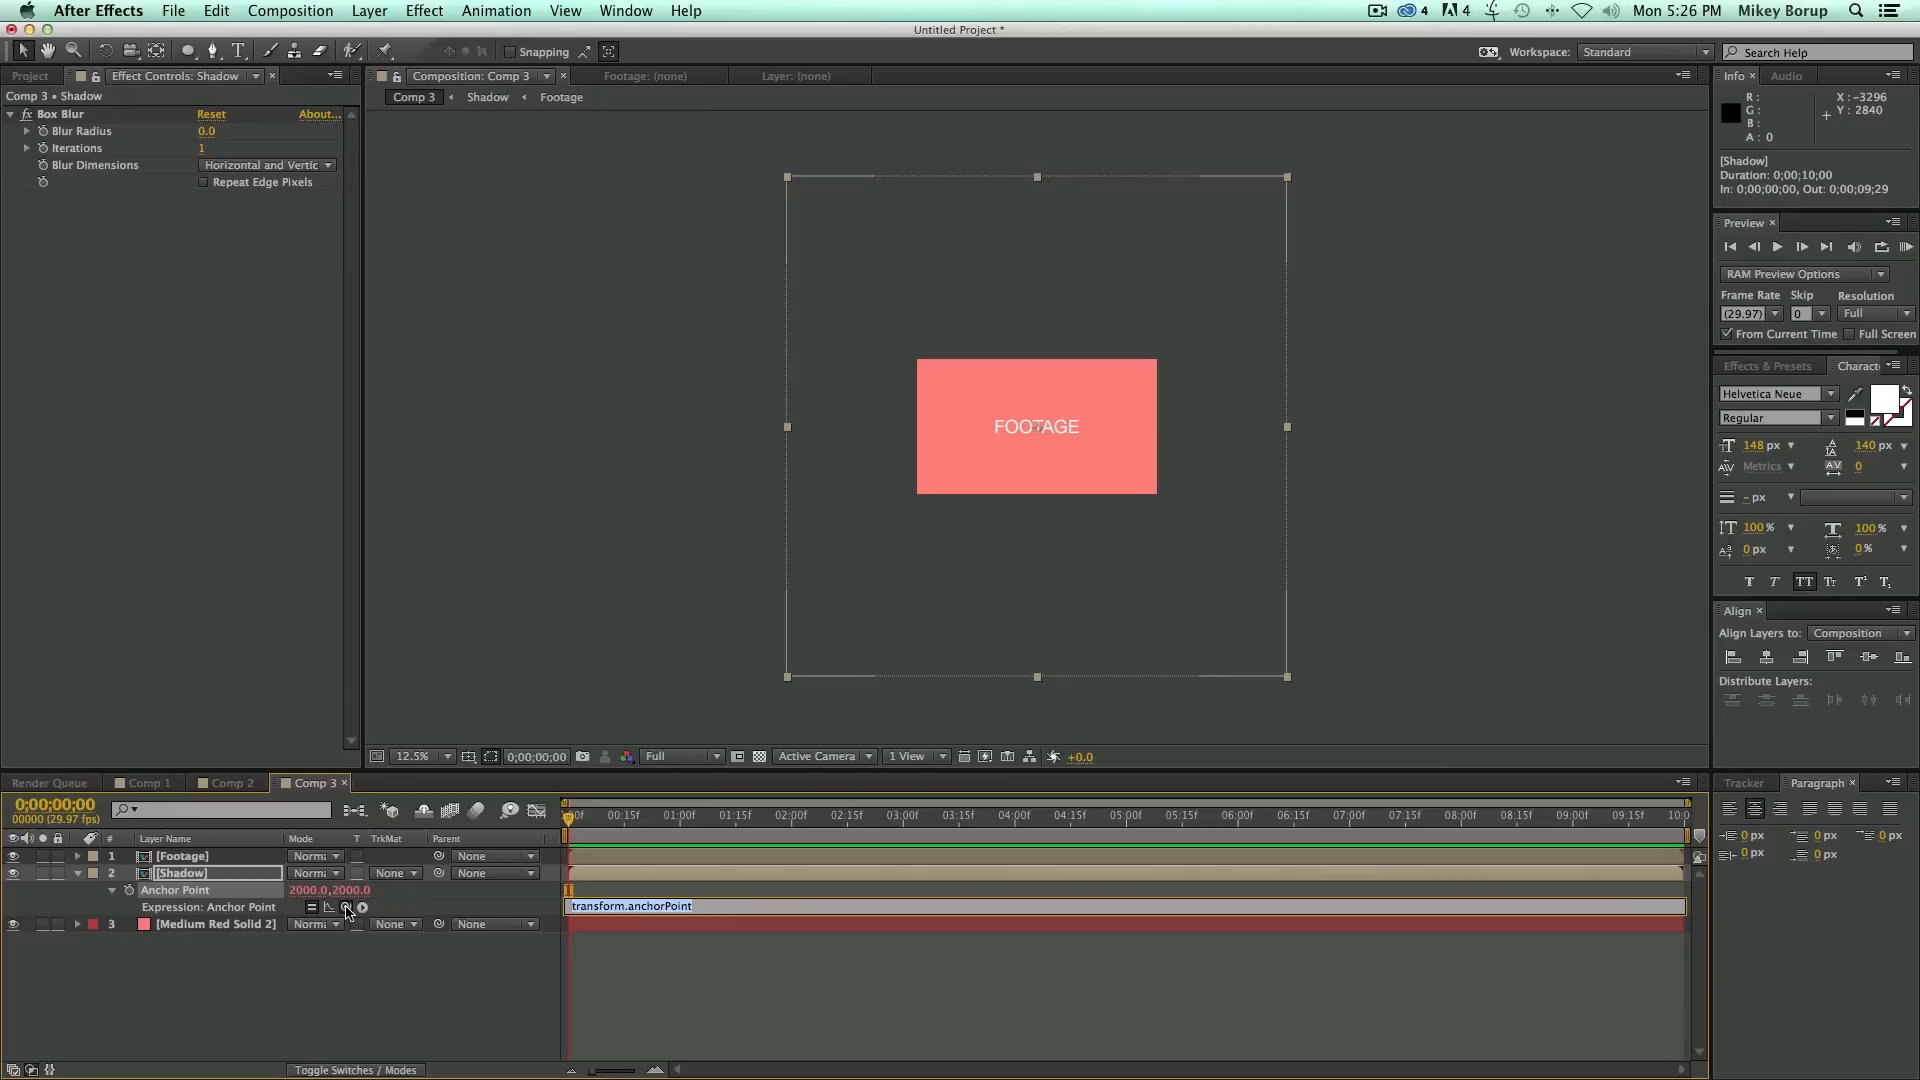 After Effects File Edit Composition Layer Effect Animation View Window Help 4 4 Mon 5:26 PM Mikey Borup
Untitled Project *
Snapping Workspace: Standard Search Help
Project Effect Controls: Shadow × Composition: Comp 3 × Footage: (none) Layer: (none) Info × Audio
Comp 3 • Shadow
Comp 3 Shadow Footage
fx Box Blur Reset About...
Blur Radius 0.0
Iterations 1
Blur Dimensions Horizontal and Vertic
Repeat Edge Pixels
FOOTAGE
R:
G:
B:
A: 0
X: -3296
Y: 2840
[Shadow]
Duration: 0;00;10;00
In: 0;00;00;00, Out: 0;00;09;29
Preview ×
RAM Preview Options
Frame Rate Skip Resolution
(29.97) 0 Full
From Current Time Full Screen
Effects & Presets Charact
Helvetica Neue
Regular
148 px 140 px
Metrics 0
- px
100 % 100 %
0 px 0 %
T T TT Tt T¹ T₁
Align ×
Align Layers to: Composition
Distribute Layers:
12.5% 0;00;00;00 Full Active Camera 1 View +0.0
Render Queue Comp 1 Comp 2 Comp 3 × Tracker Paragraph ×
0;00;00;00
00000 (29.97 fps)
00f 00:15f 01:00f 01:15f 02:00f 02:15f 03:00f 03:15f 04:00f 04:15f 05:00f 05:15f 06:00f 06:15f 07:00f 07:15f 08:00f 08:15f 09:00f 09:15f 10:0
# Layer Name Mode T TrkMat Parent
1 [Footage] Norma None
2 [Shadow] Norma None None
Anchor Point 2000.0,2000.0
Expression: Anchor Point transform.anchorPoint
3 [Medium Red Solid 2] Norma None None
0 px 0 px 0 px
0 px 0 px
Toggle Switches / Modes